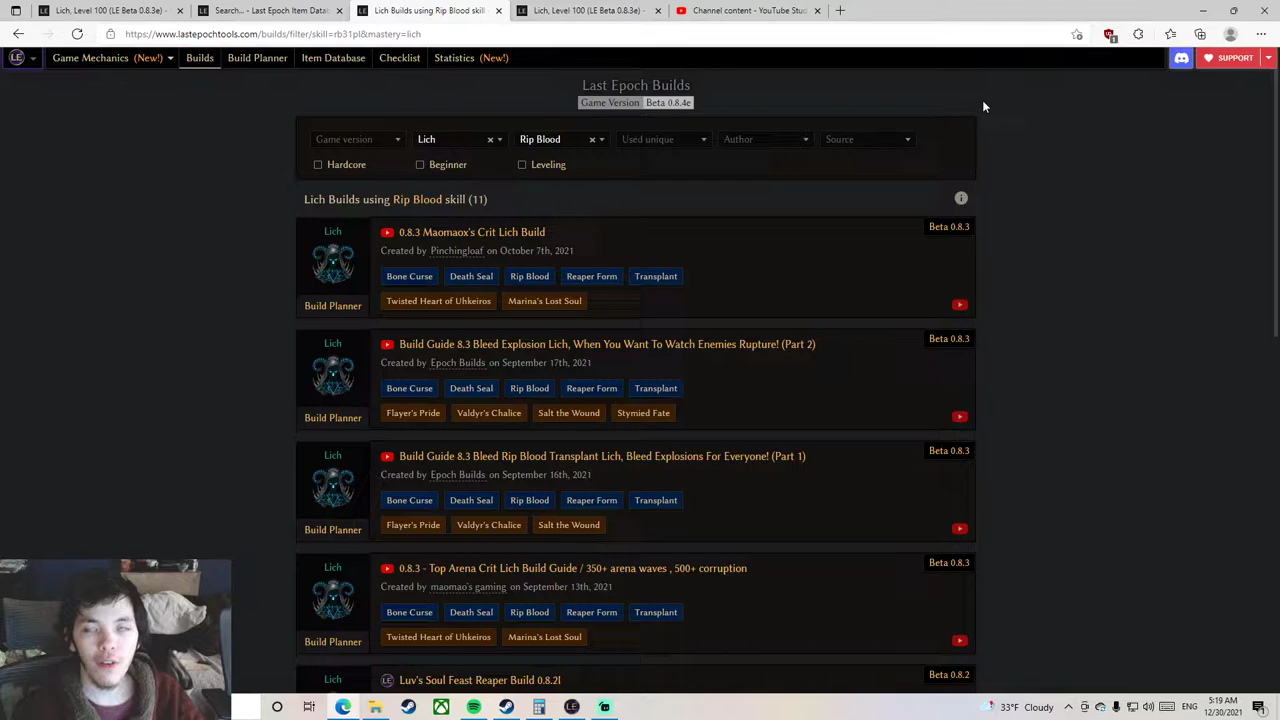 Lich, Level 100 (LE Beta 0.8.3e)
Search... - Last Epoch Item Datab
Lich Builds using Rip Blood skill
Lich, Level 100 (LE Beta 0.8.3e)
Channel content - YouTube Stud
https://www.lastepochtools.com/builds/filter/skill=rb31pl&mastery=lich
LE Game Mechanics (New!) Builds Build Planner Item Database Checklist Statistics (New!) SUPPORT
Last Epoch Builds
Game Version Beta 0.8.4e
Game version Lich Rip Blood Used unique Author Source
Hardcore Beginner Leveling
Lich Builds using Rip Blood skill (11)
Lich
0.8.3 Maomaox's Crit Lich Build
Beta 0.8.3
Created by Pinchingloaf on October 7th, 2021
Bone Curse Death Seal Rip Blood Reaper Form Transplant
Twisted Heart of Uhkeiros Marina's Lost Soul
Build Planner
Lich
Build Guide 8.3 Bleed Explosion Lich, When You Want To Watch Enemies Rupture! (Part 2)
Beta 0.8.3
Created by Epoch Builds on September 17th, 2021
Bone Curse Death Seal Rip Blood Reaper Form Transplant
Flayer's Pride Valdyr's Chalice Salt the Wound Stymied Fate
Build Planner
Lich
Build Guide 8.3 Bleed Rip Blood Transplant Lich, Bleed Explosions For Everyone! (Part 1)
Beta 0.8.3
Created by Epoch Builds on September 16th, 2021
Bone Curse Death Seal Rip Blood Reaper Form Transplant
Flayer's Pride Valdyr's Chalice Salt the Wound
Build Planner
Lich
0.8.3 - Top Arena Crit Lich Build Guide / 350+ arena waves , 500+ corruption
Beta 0.8.3
Created by maomao's gaming on September 13th, 2021
Bone Curse Death Seal Rip Blood Reaper Form Transplant
Twisted Heart of Uhkeiros Marina's Lost Soul
Build Planner
Lich
LE Luv's Soul Feast Reaper Build 0.8.2I
Beta 0.8.2
33°F Cloudy
5:19 AM
12/30/2021